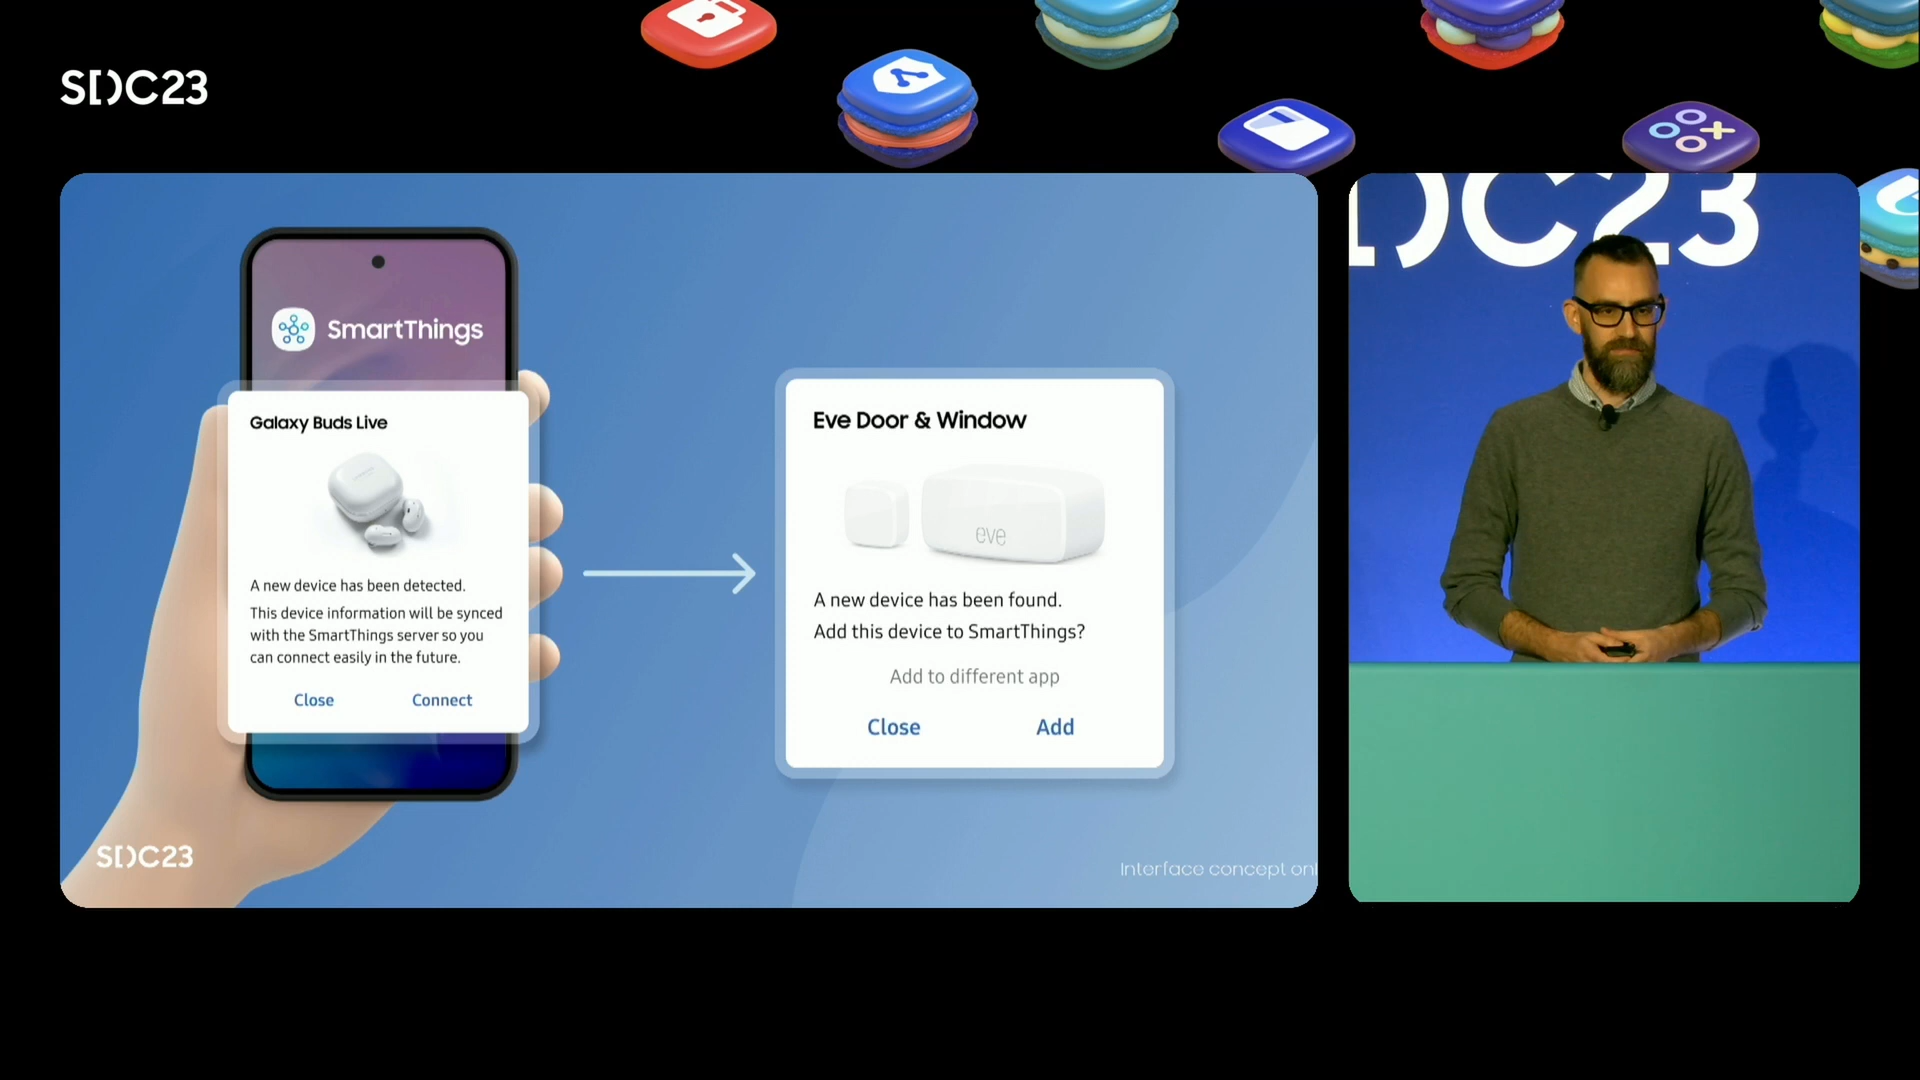 SDC23
SmartThings
Galaxy Buds Live
A new device has been detected.
This device information will be synced
with the SmartThings server so you
can connect easily in the future.
Close
Connect
Eve Door & Window
eve
A new device has been found.
Add this device to SmartThings?
Add to different app
Close
Add
SDC23
Interface concept
DC23